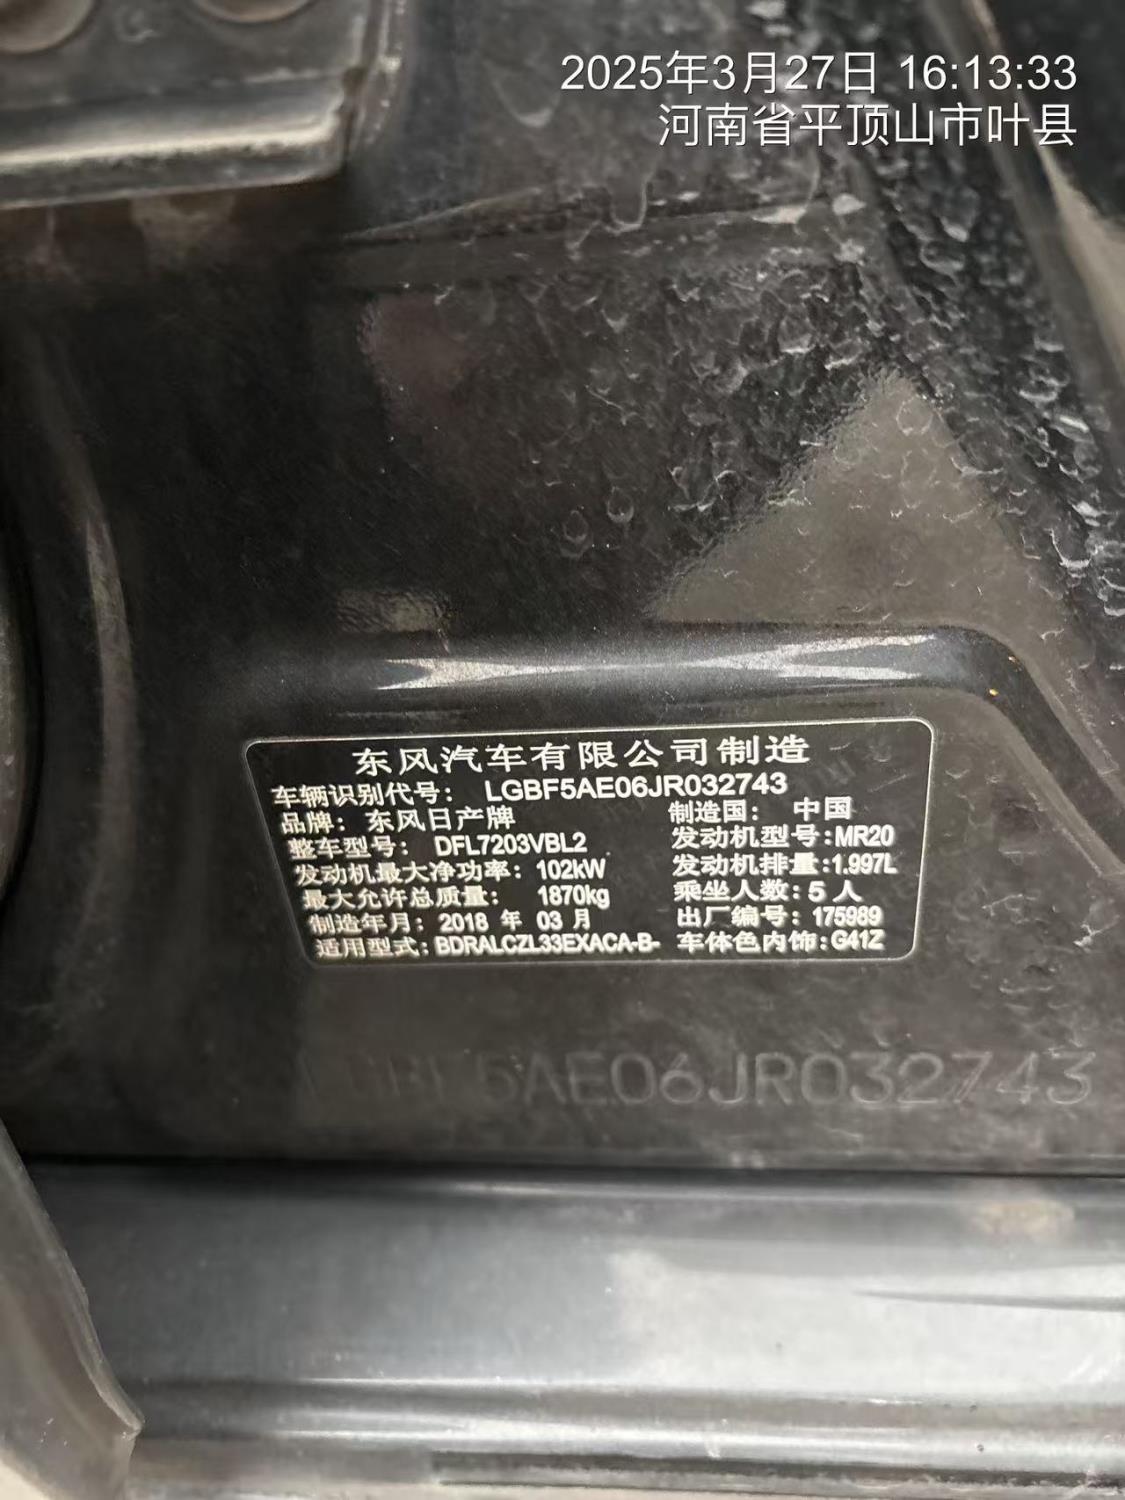 2025年3月27日 16:13:33
河南省平顶山市叶县
东风汽车有限公司制造
车辆识别代号: LGBF5AE06JR032743
品牌: 东风日产牌 制造国: 中国
整车型号: DFL7203VBL2 发动机型号:MR20
发动机最大净功率: 102kW 发动机排量:1.997L
最大允许总质量: 1870kg 乘坐人数: 5 人
制造年月: 2018 年 03 月 出厂编号: 175989
适用型式: BDRALCZL33EXACA-B- 车体色内饰:G41Z
LGBF5AE06JR032743